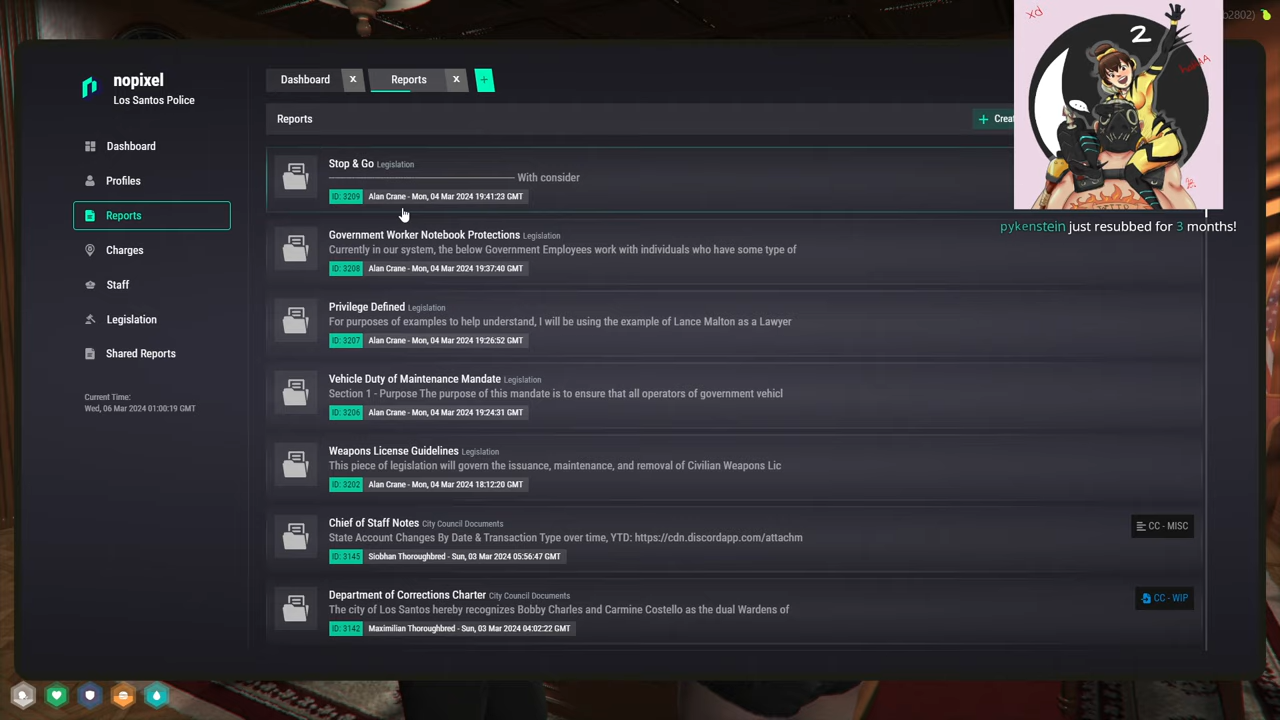 nopixel
Los Santos Police
Dashboard
Profiles
Reports
Charges
Staff
Legislation
Shared Reports
Current Time:
Wed, 06 Mar 2024 01:00:19 GMT
Dashboard x Reports x +
Reports
+
Stop & Go Legislation
With consider
ID: 3209 Alan Crane - Mon, 04 Mar 2024 19:41:23 GMT
Government Worker Notebook Protections Legislation
Currently in our system, the below Government Employees work with individuals who have some type of
ID: 3208 Alan Crane - Mon, 04 Mar 2024 19:37:40 GMT
Privilege Defined Legislation
For purposes of examples to help understand, I will be using the example of Lance Malton as a Lawyer
ID: 3207 Alan Crane - Mon, 04 Mar 2024 19:26:52 GMT
Vehicle Duty of Maintenance Mandate Legislation
Section 1 - Purpose The purpose of this mandate is to ensure that all operators of government vehicl
ID: 3206 Alan Crane - Mon, 04 Mar 2024 19:24:31 GMT
Weapons License Guidelines Legislation
This piece of legislation will govern the issuance, maintenance, and removal of Civilian Weapons Lic
ID: 3202 Alan Crane - Mon, 04 Mar 2024 18:12:20 GMT
Chief of Staff Notes City Council Documents
State Account Changes By Date & Transaction Type over time, YTD: https://cdn.discordapp.com/attachm
ID: 3145 Siobhan Thoroughbred - Sun, 03 Mar 2024 05:56:47 GMT
CC - MISC
Department of Corrections Charter City Council Documents
The city of Los Santos hereby recognizes Bobby Charles and Carmine Costello as the dual Wardens of
ID: 3142 Maximilian Thoroughbred - Sun, 03 Mar 2024 04:02:22 GMT
CC - WIP
xd
2
b2802)
pykenstein just resubbed for 3 months!